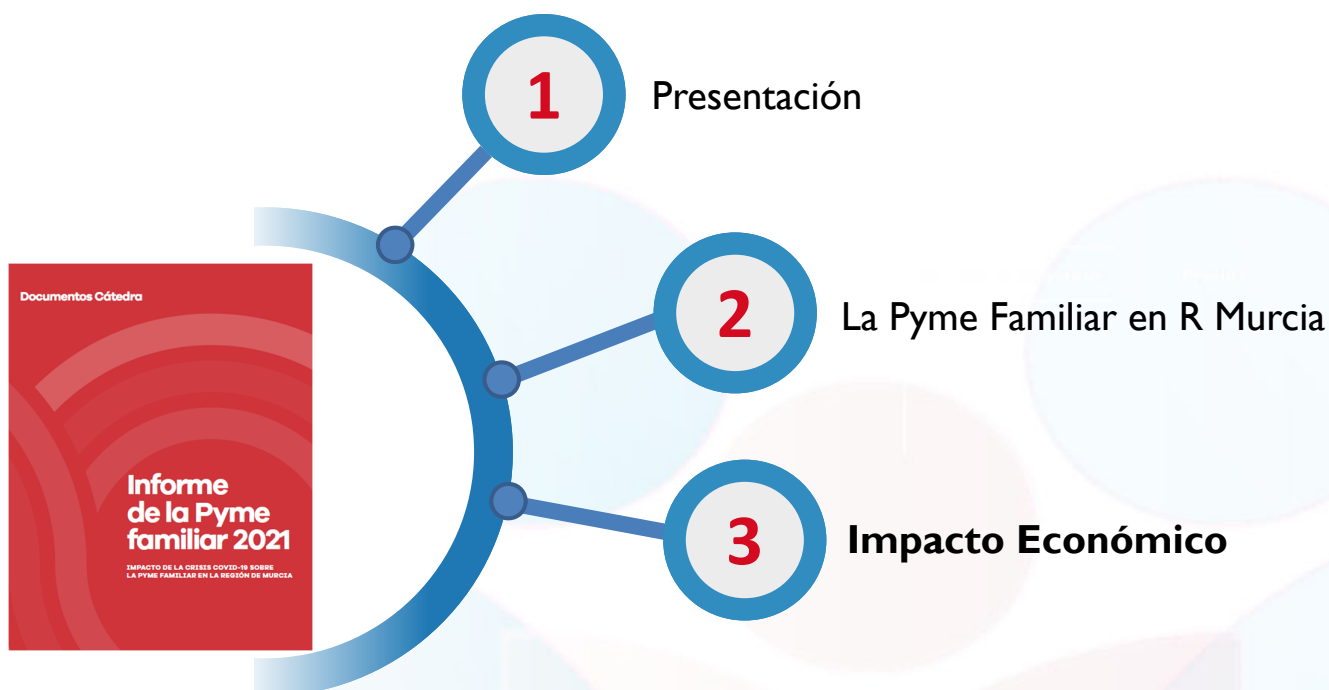 1
Presentación
2
La Pyme Familiar en R Murcia
3
Impacto Económico
Documentos Cátedra
Informe
de la Pyme
familiar 2021
IMPACTO DE LA CRISIS COVID-19 SOBRE
LA PYME FAMILIAR EN LA REGIÓN DE MURCIA